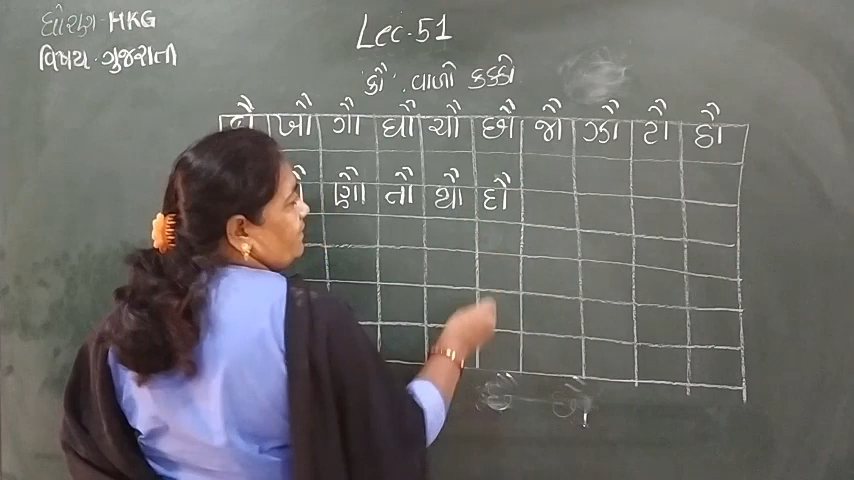 ધોરણ - HKG
વિષય - ગુજરાતી
Lec-51
કૌ વાળો કક્કો
ખૌ ગૌ ઘૌ ચૌ છૌ જૌ ઝૌ ટૌ ઠૌ
ણૌ તૌ થૌ દૌ